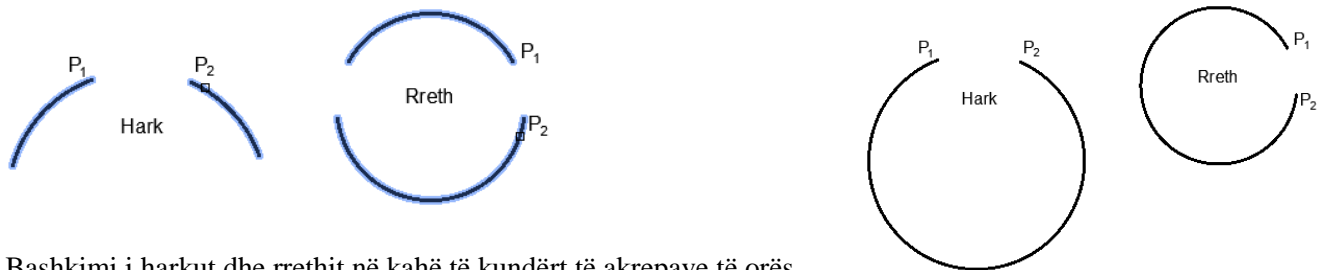 P1 P2
Hark
P1
Rreth
P2
P1 P2
Hark
P1
Rreth
P2
Bashkimi i harkut dhe rrethit në kahë të kundërt të akrepave të orës